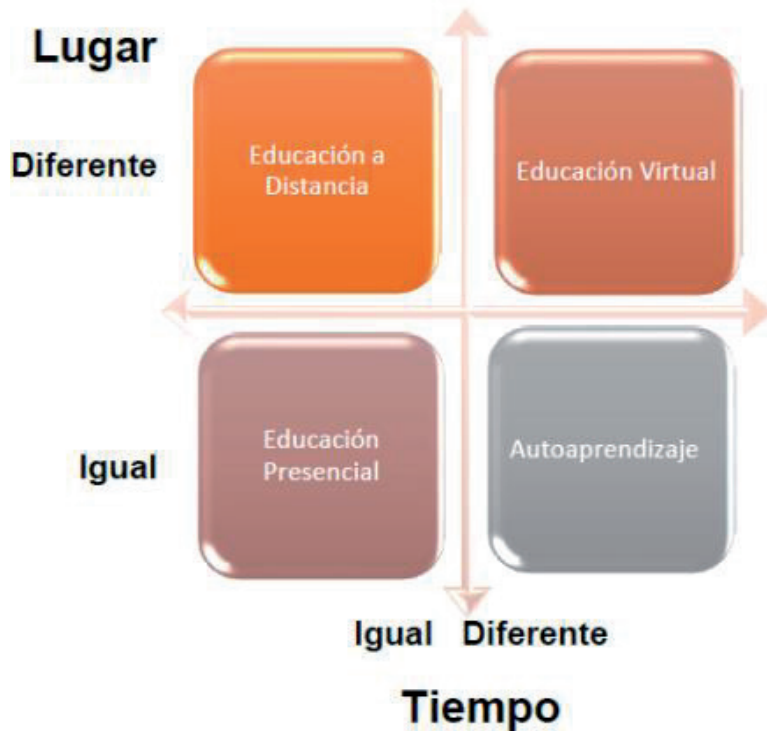 Lugar
Diferente
Educación a
Distancia
Educación Virtual
Igual
Educación
Presencial
Autoaprendizaje
Igual Diferente
Tiempo